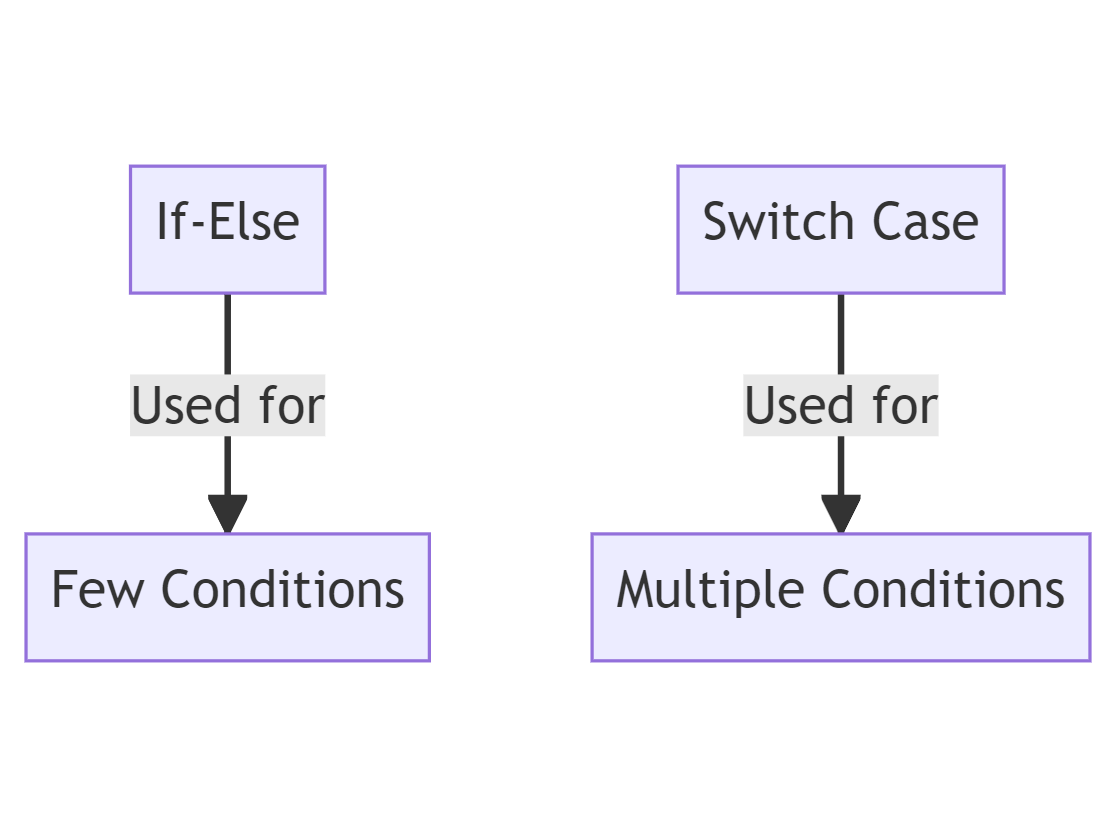 If-Else
Switch Case
Used for
Used for
Few Conditions
Multiple Conditions